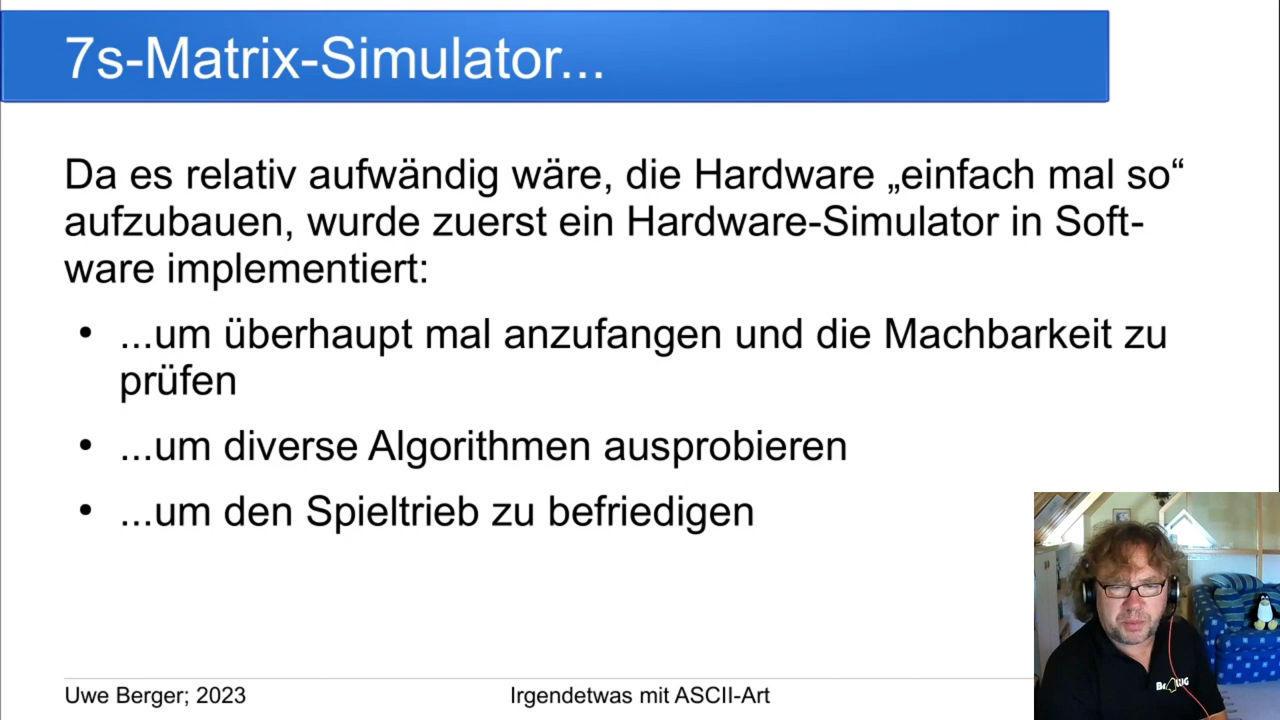 7s-Matrix-Simulator...
Da es relativ aufwändig wäre, die Hardware „einfach mal so“
aufzubauen, wurde zuerst ein Hardware-Simulator in Soft-
ware implementiert:
• ...um überhaupt mal anzufangen und die Machbarkeit zu
prüfen
• ...um diverse Algorithmen ausprobieren
• ...um den Spieltrieb zu befriedigen
Uwe Berger; 2023
Irgendetwas mit ASCII-Art